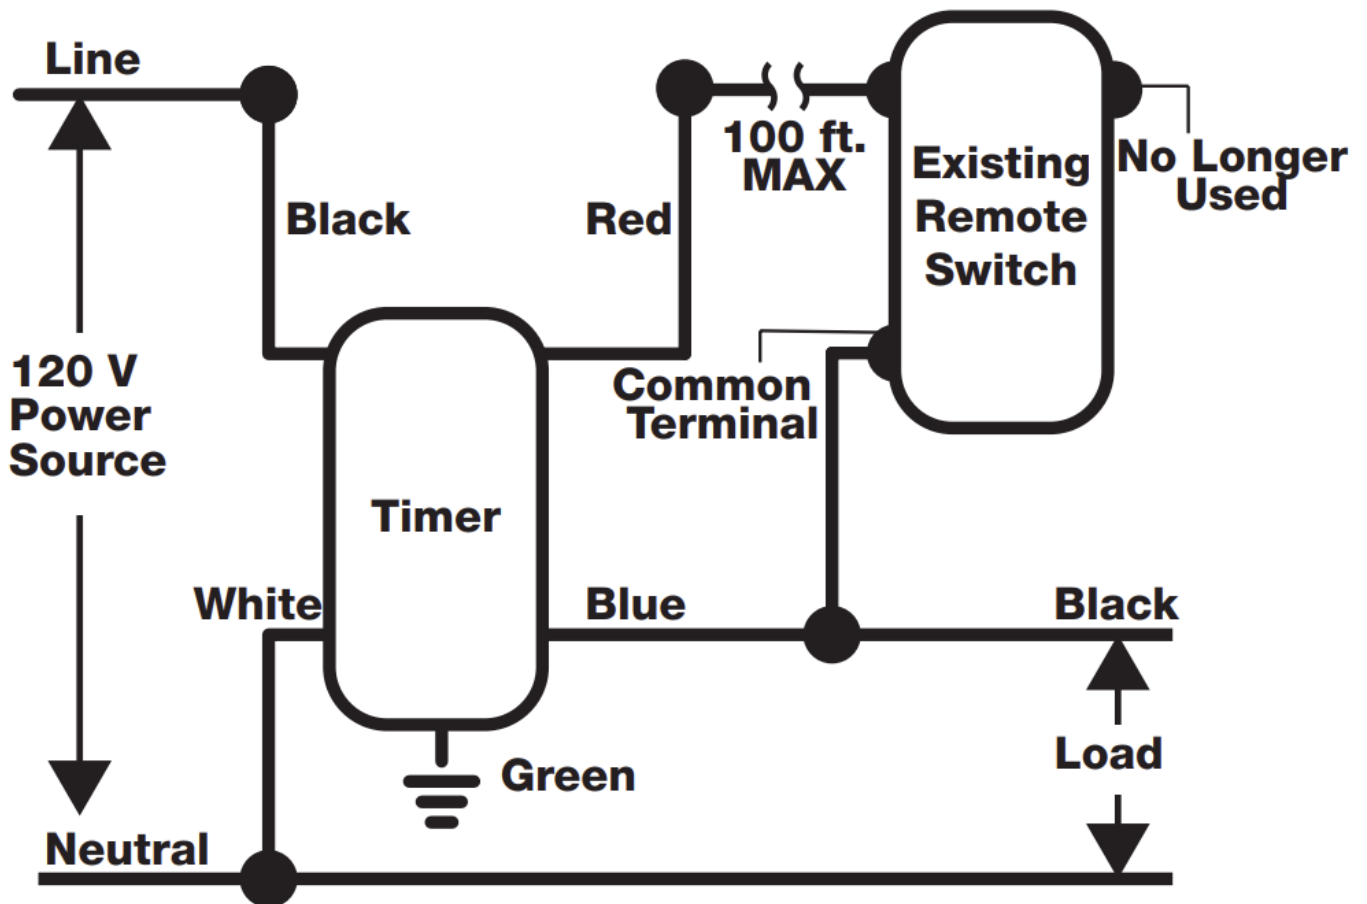 Line
Black
Red
100 ft.
MAX
Existing
Remote
Switch
No Longer
Used
120 V
Power
Source
Common
Terminal
Timer
White
Blue
Black
Green
Load
Neutral